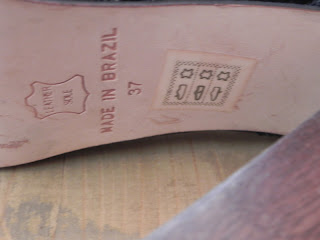 LEATHER
SOLE
MADE IN BRAZIL
37